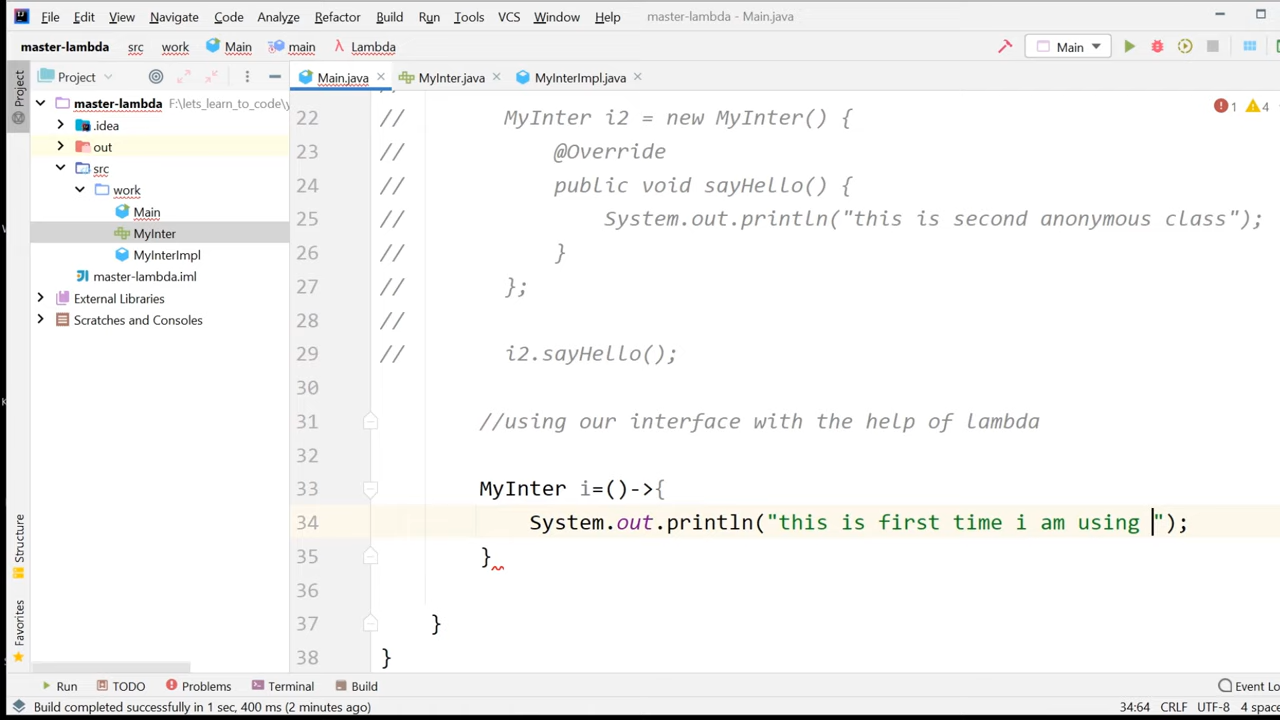 File Edit View Navigate Code Analyze Refactor Build Run Tools VCS Window Help master-lambda - Main.java
master-lambda src work Main main Lambda Main
Project Main.java MyInter.java MyInterImpl.java
Project
master-lambda F:\lets_learn_to_code\y
.idea
out
src
work
Main
MyInter
MyInterImpl
master-lambda.iml
External Libraries
Scratches and Consoles
Structure
Favorites
1 4
22 // MyInter i2 = new MyInter() {
23 // @Override
24 // public void sayHello() {
25 // System.out.println("this is second anonymous class");
26 // }
27 // };
28 //
29 // i2.sayHello();
30
31 //using our interface with the help of lambda
32
33 MyInter i=()->{
34 System.out.println("this is first time i am using ");
35 }
36
37 }
38 }
Run TODO Problems Terminal Build Event Lo
Build completed successfully in 1 sec, 400 ms (2 minutes ago) 34:64 CRLF UTF-8 4 space